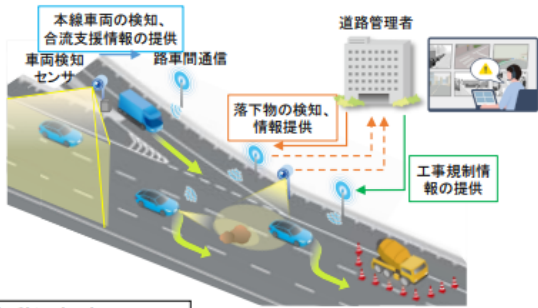 本線車両の検知、
合流支援情報の提供
車両検知
センサ
路車間通信
道路管理者
落下物の検知、
情報提供
工事規制情
報の提供